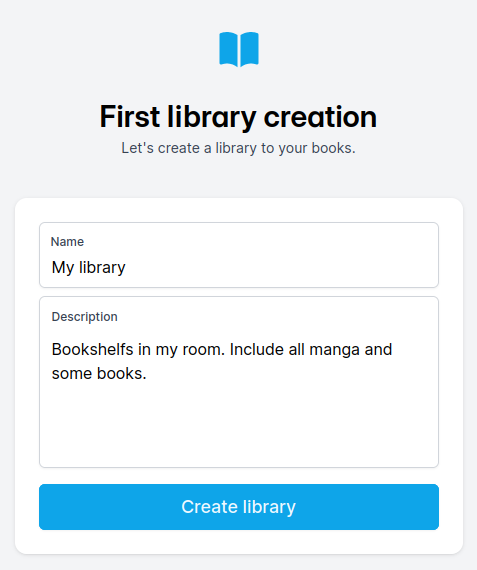 First library creation
Let's create a library to your books.
Name
My library
Description
Bookshelfs in my room. Include all manga and
some books.
Create library